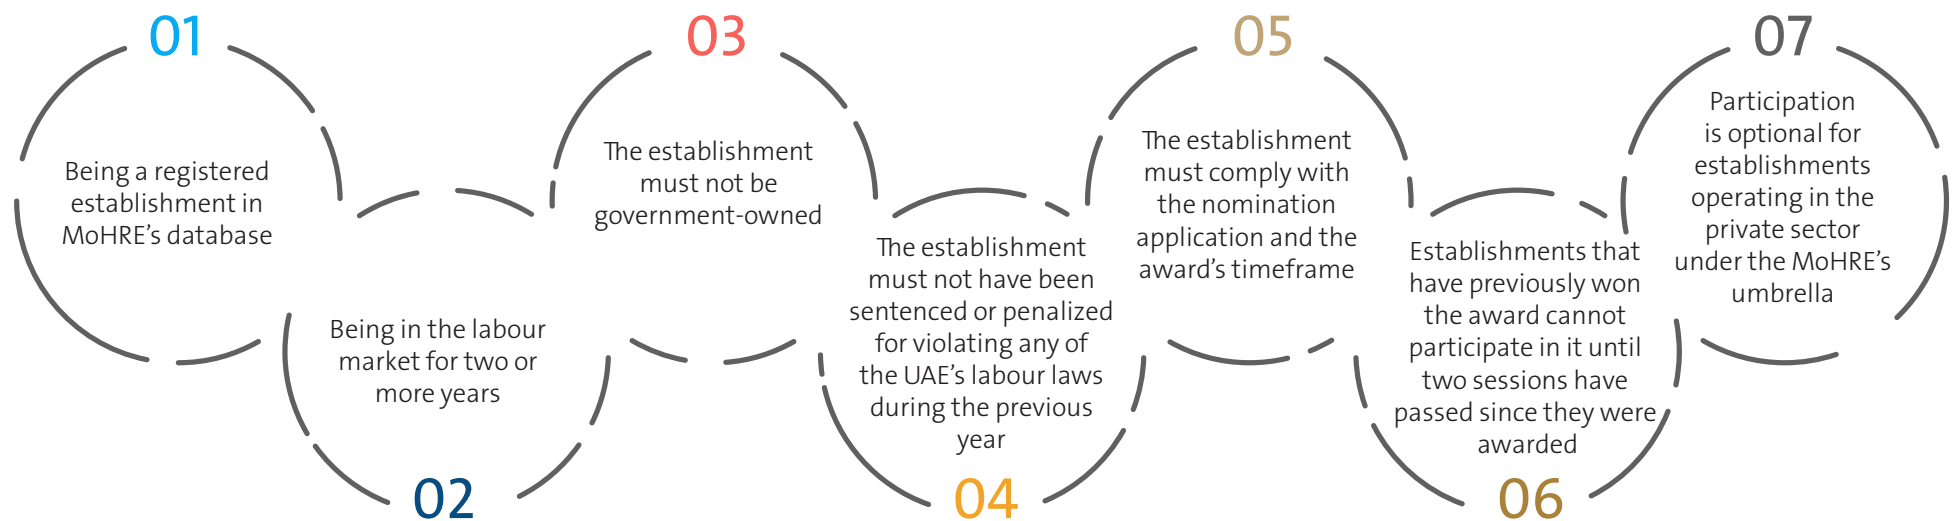 01
Being a registered
establishment in
MoHRE's database
02
Being in the labour
market for two or
more years
03
The establishment
must not be
government-owned
04
The establishment
must not have been
sentenced or penalized
for violating any of
the UAE's labour laws
during the previous
year
05
The establishment
must comply with
the nomination
application and the
award's timeframe
06
Establishments that
have previously won
the award cannot
participate in it until
two sessions have
passed since they were
awarded
07
Participation
is optional for
establishments
operating in the
private sector
under the MoHRE's
umbrella